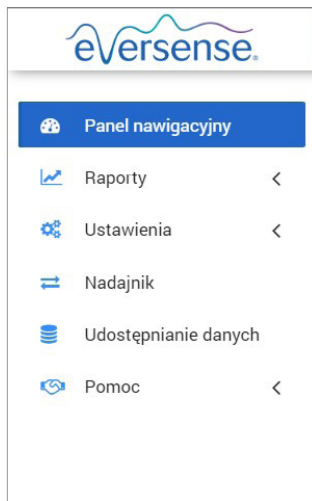 eversense.
Panel nawigacyjny
Raporty
Ustawienia
Nadajnik
Udostępnianie danych
Pomoc